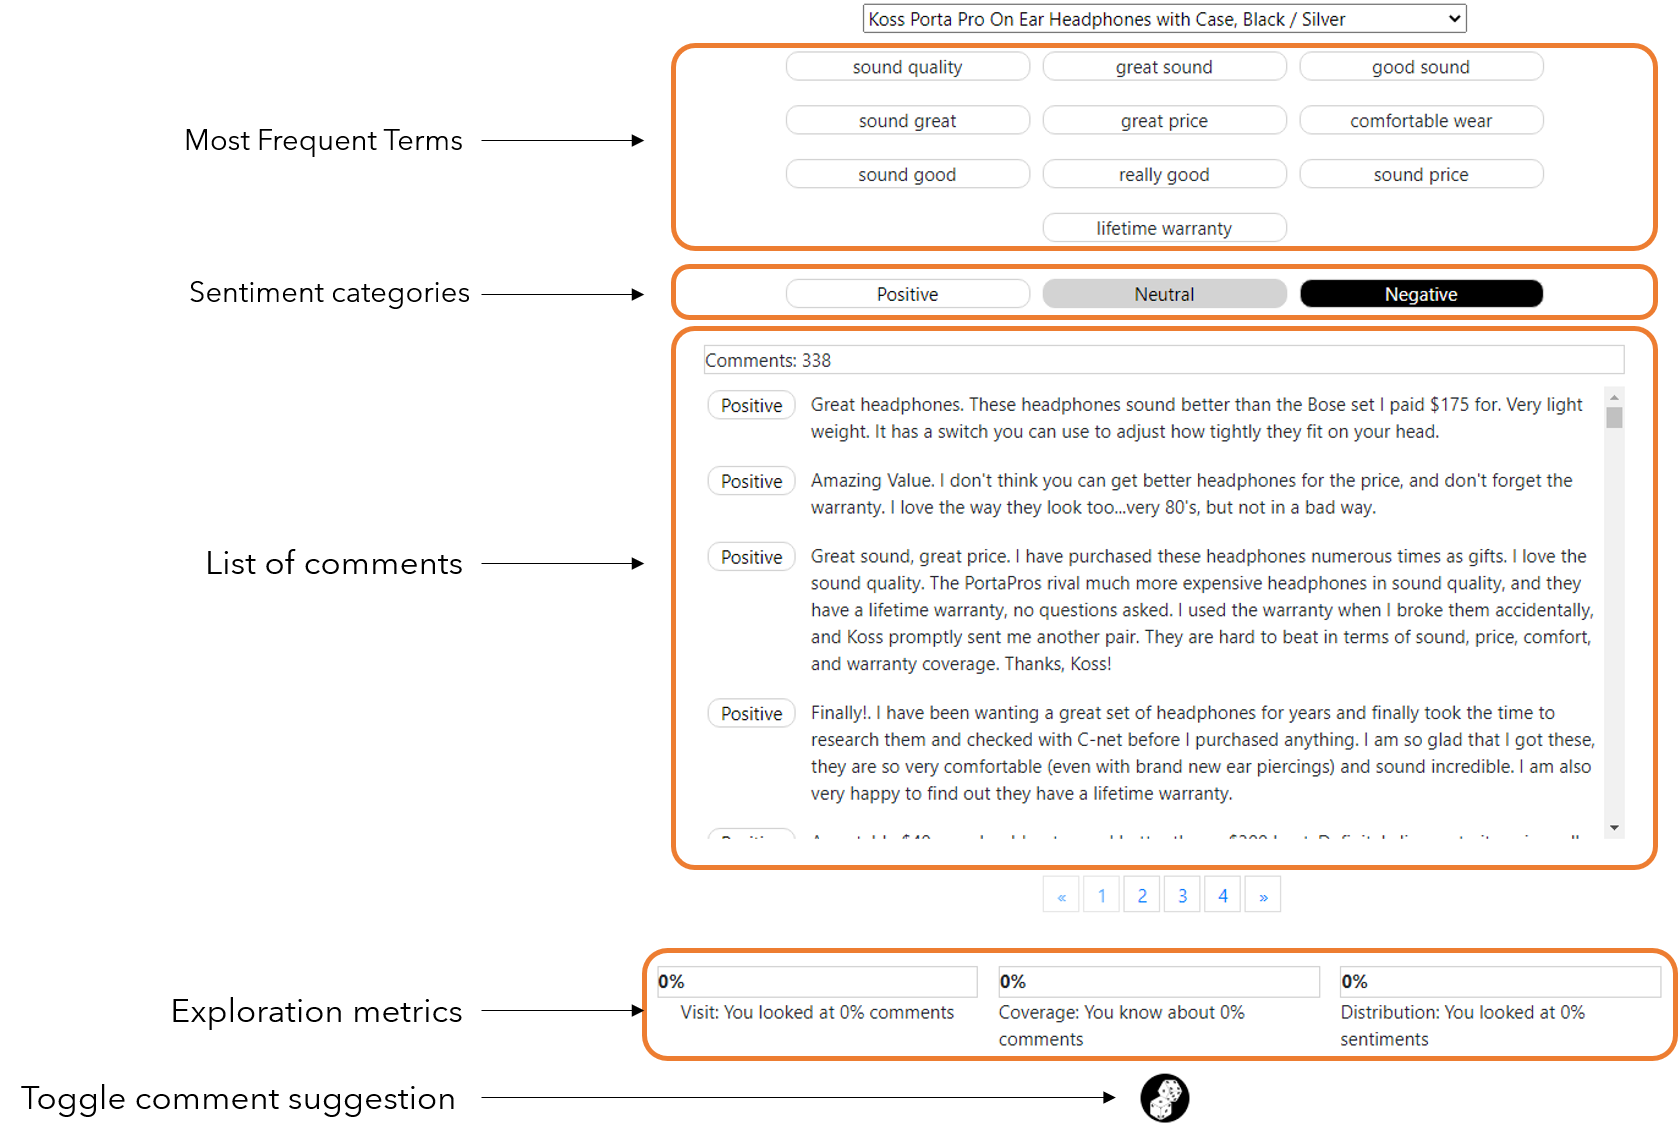 Koss Porta Pro On Ear Headphones with Case, Black / Silver
Most Frequent Terms
sound quality
great sound
good sound
sound great
great price
comfortable wear
sound good
really good
sound price
lifetime warranty
Sentiment categories
Positive
Neutral
Negative
List of comments
Comments: 338
Positive
Great headphones. These headphones sound better than the Bose set I paid $175 for. Very light
weight. It has a switch you can use to adjust how tightly they fit on your head.
Positive
Amazing Value. I don't think you can get better headphones for the price, and don't forget the
warranty. I love the way they look too...very 80's, but not in a bad way.
Positive
Great sound, great price. I have purchased these headphones numerous times as gifts. I love the
sound quality. The PortaPros rival much more expensive headphones in sound quality, and they
have a lifetime warranty, no questions asked. I used the warranty when I broke them accidentally,
and Koss promptly sent me another pair. They are hard to beat in terms of sound, price, comfort,
and warranty coverage. Thanks, Koss!
Positive
Finally!. I have been wanting a great set of headphones for years and finally took the time to
research them and checked with C-net before I purchased anything. I am so glad that I got these,
they are so very comfortable (even with brand new ear piercings) and sound incredible. I am also
very happy to find out they have a lifetime warranty.
« 1 2 3 4 »
Exploration metrics
0%
Visit: You looked at 0% comments
0%
Coverage: You know about 0%
comments
0%
Distribution: You looked at 0%
sentiments
Toggle comment suggestion